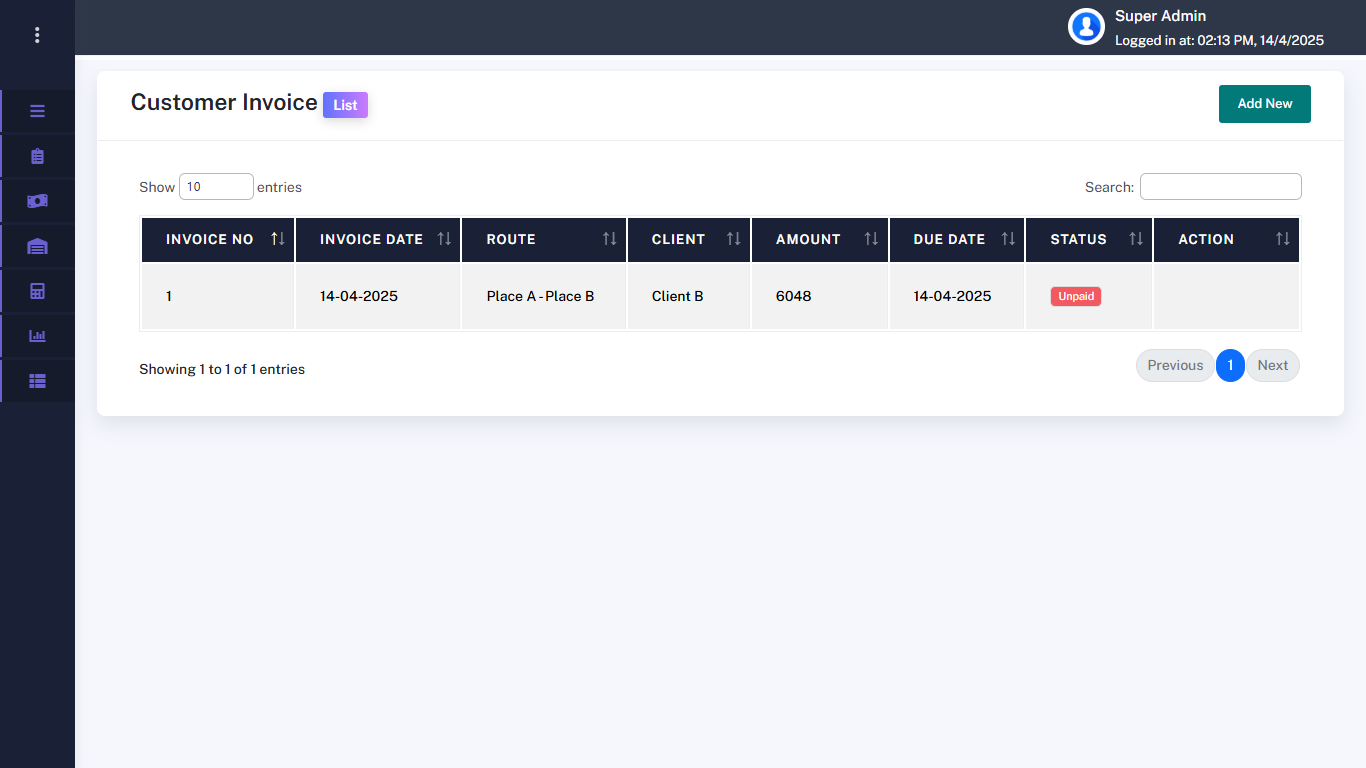 Super Admin
Logged in at: 02:13 PM, 14/4/2025
Customer Invoice List
Add New
Show 10 entries
Search:
INVOICE NO INVOICE DATE ROUTE CLIENT AMOUNT DUE DATE STATUS ACTION
1 14-04-2025 Place A - Place B Client B 6048 14-04-2025 Unpaid
Showing 1 to 1 of 1 entries
Previous 1 Next